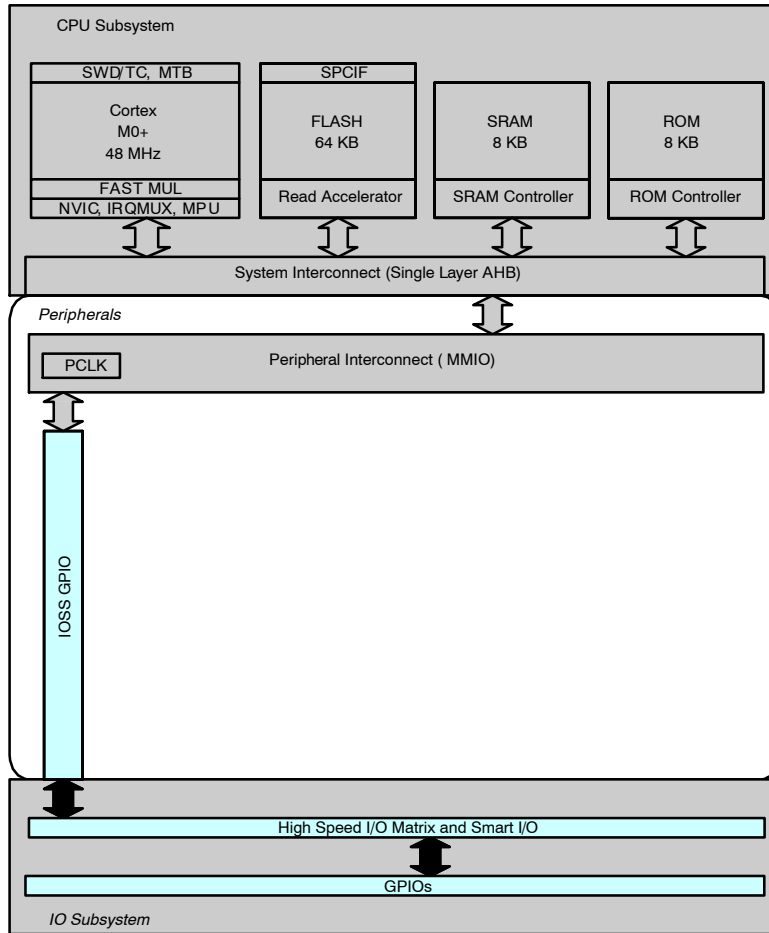 CPU Subsystem
SWD/TC, MTB
Cortex
M0+
48 MHz
FAST MUL
NVIC, IRQMUX, MPU
SPCIF
FLASH
64 KB
Read Accelerator
SRAM
8 KB
SRAM Controller
ROM
8 KB
ROM Controller
System Interconnect (Single Layer AHB)
Peripherals
PCLK
Peripheral Interconnect ( MMIO)
IOSS GPIO
High Speed I/O Matrix and Smart I/O
GPIOs
IO Subsystem